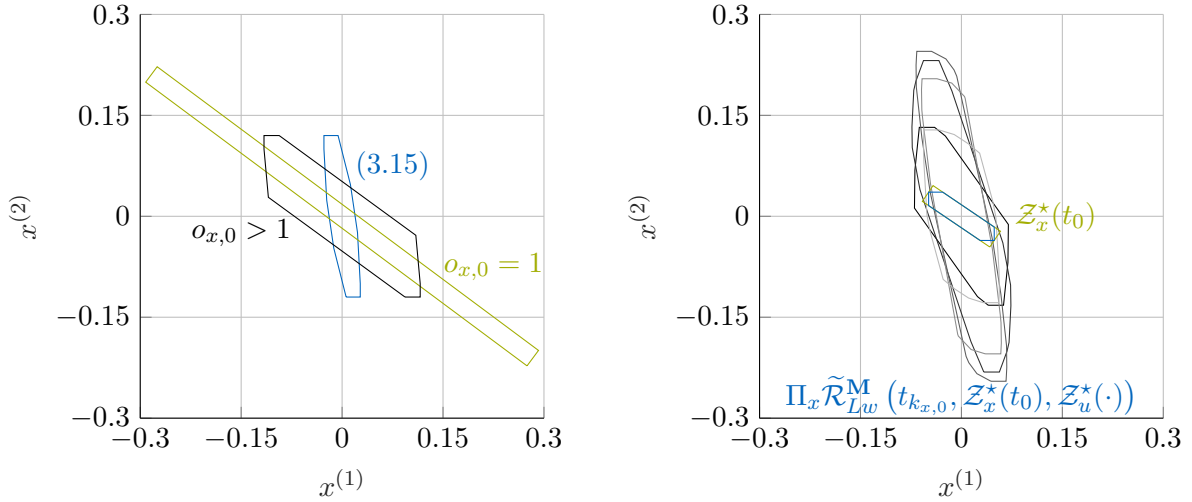 0.3
0.15
0
−0.15
−0.3
−0.3
−0.15
0
0.15
0.3
x^{(1)}
x^{(2)}
(3.15)
o_{x,0} > 1
o_{x,0} = 1
0.3
0.15
0
−0.15
−0.3
−0.3
−0.15
0
0.15
0.3
x^{(1)}
x^{(2)}
𝒵_x^⋆(t_0)
Π_x ℛ̃_{Lw}^{𝐌} (t_{k_{x,0}}, 𝒵_x^⋆(t_0), 𝒵_u^⋆(·))